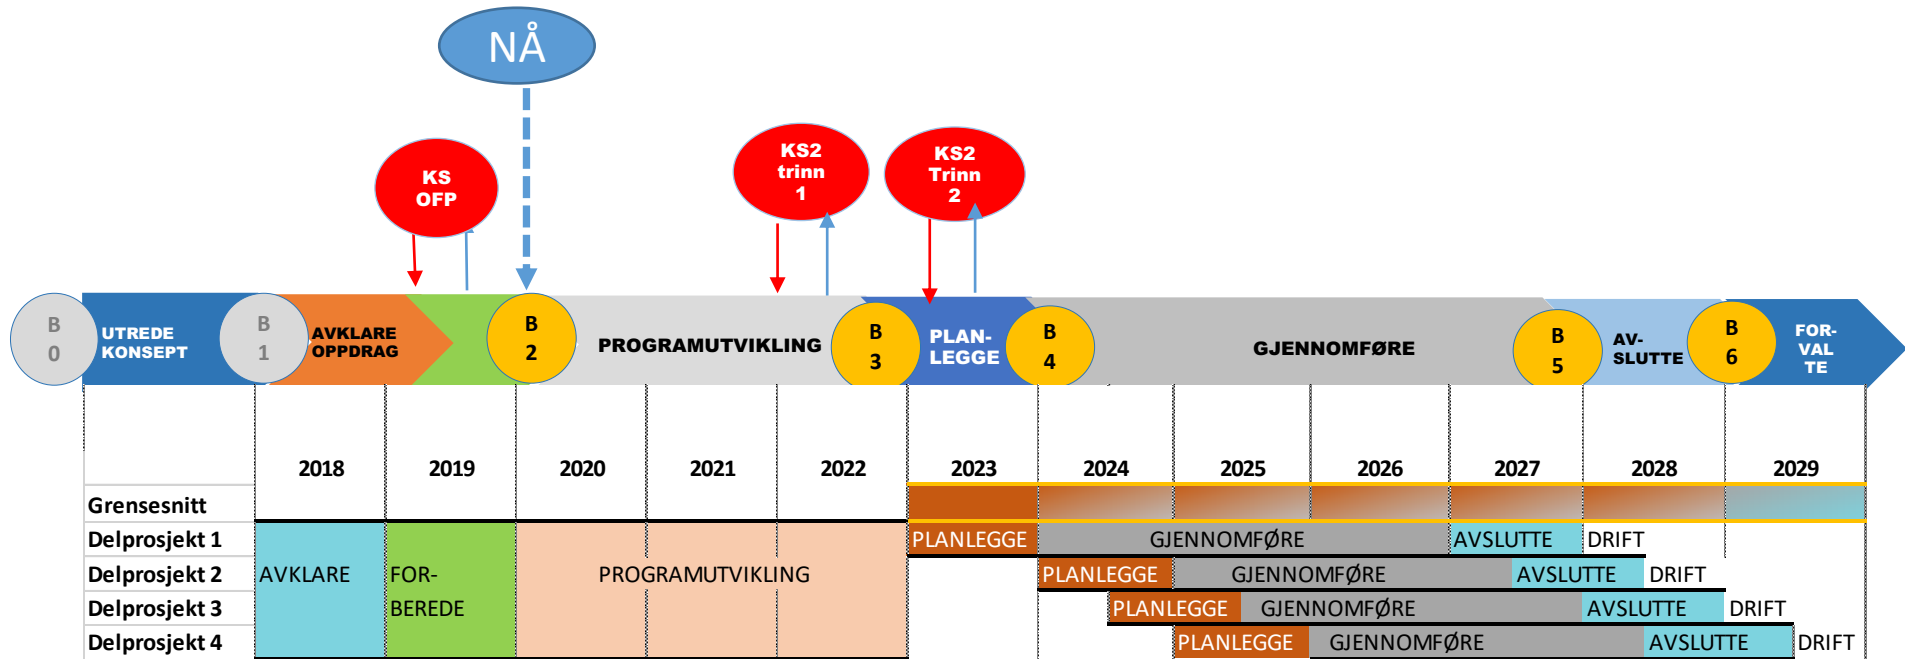 NÅ
KS
OFP
KS2
trinn
1
KS2
Trinn
2
B
0
UTREDE
KONSEPT
B
1
AVKLARE
OPPDRAG
B
2
PROGRAMUTVIKLING
B
3
PLAN-
LEGGE
B
4
GJENNOMFØRE
B
5
AV-
SLUTTE
B
6
FOR-
VAL
TE
2018 2019 2020 2021 2022 2023 2024 2025 2026 2027 2028 2029
Grensesnitt
Delprosjekt 1 PLANLEGGE GJENNOMFØRE AVSLUTTE DRIFT
Delprosjekt 2 AVKLARE FOR- PROGRAMUTVIKLING PLANLEGGE GJENNOMFØRE AVSLUTTE DRIFT
Delprosjekt 3 BEREDE PLANLEGGE GJENNOMFØRE AVSLUTTE DRIFT
Delprosjekt 4 PLANLEGGE GJENNOMFØRE AVSLUTTE DRIFT